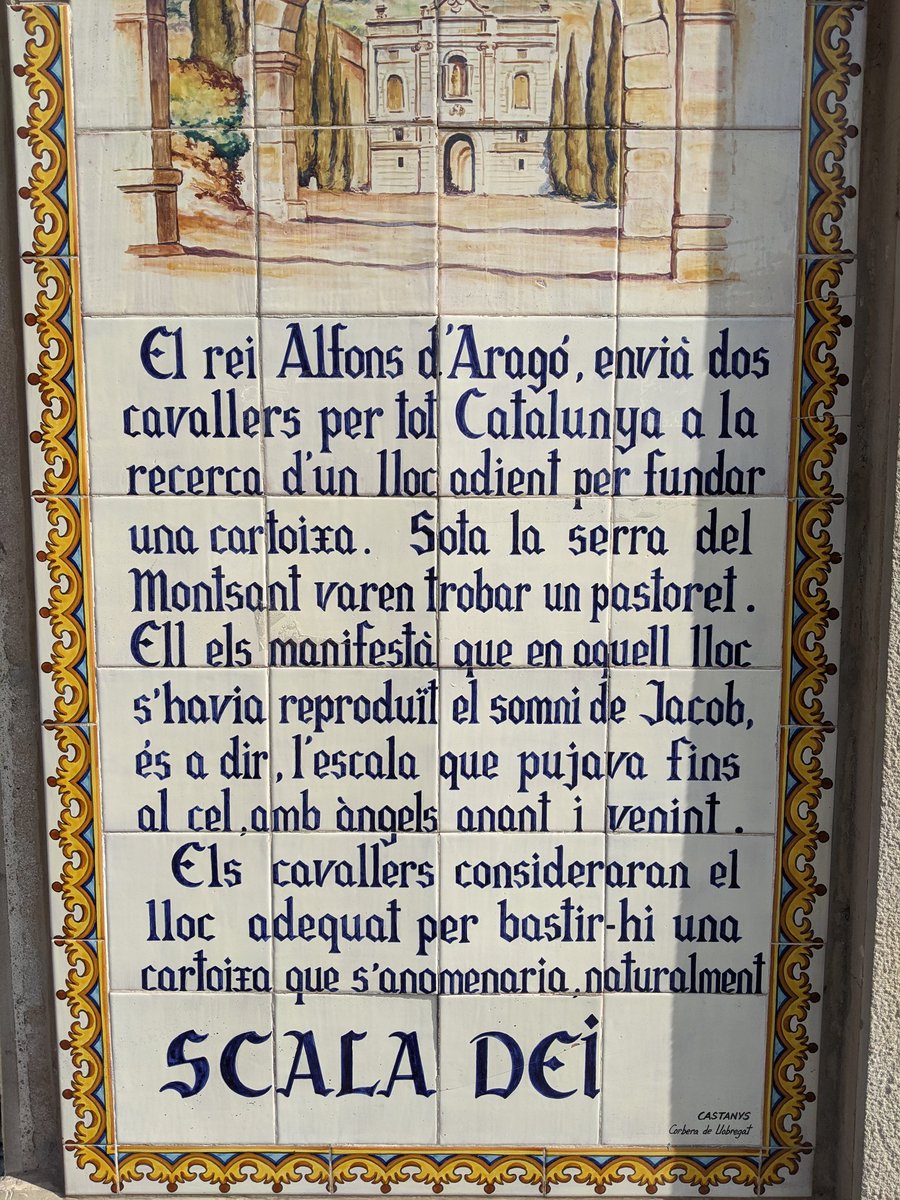 El rei Alfons d'Aragó, envià dos
cavallers per tot Catalunya a la
recerca d'un lloc adient per fundar
una cartoixa. Sota la serra del
Montsant varen trobar un pastoret.
Ell els manifestà que en aquell lloc
s'havia reproduït el somni de Jacob,
és a dir, l'escala que pujava fins
al cel, amb àngels anant i venint.
Els cavallers consideraran el
lloc adequat per bastir-hi una
cartoixa que s'anomenaria, naturalment
SCALA DEi
CASTANYS
Corbera de Llobregat